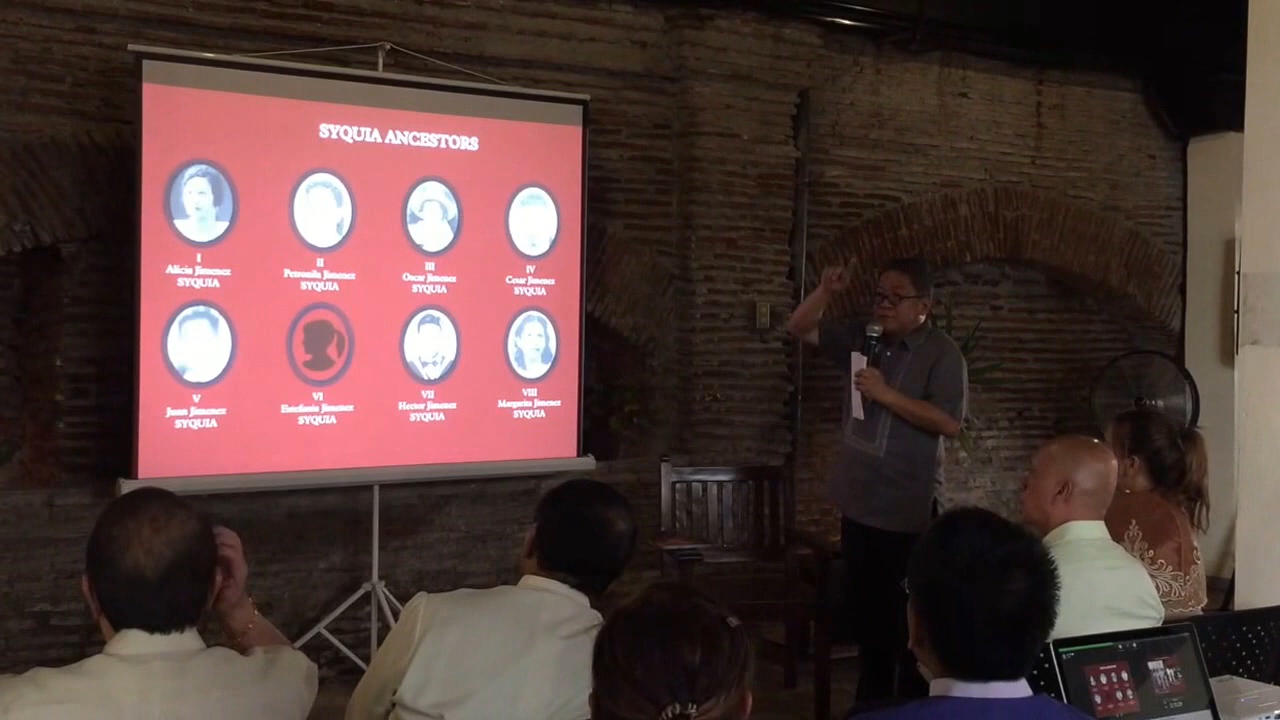 SYQUIA ANCESTORS
I
Alicia Jimenez
SYQUIA
II
Petronila Jimenez
SYQUIA
III
Oscar Jimenez
SYQUIA
IV
Cesar Jimenez
SYQUIA
V
Juan Jimenez
SYQUIA
VI
Estefania Jimenez
SYQUIA
VII
Hector Jimenez
SYQUIA
VIII
Margarita Jimenez
SYQUIA